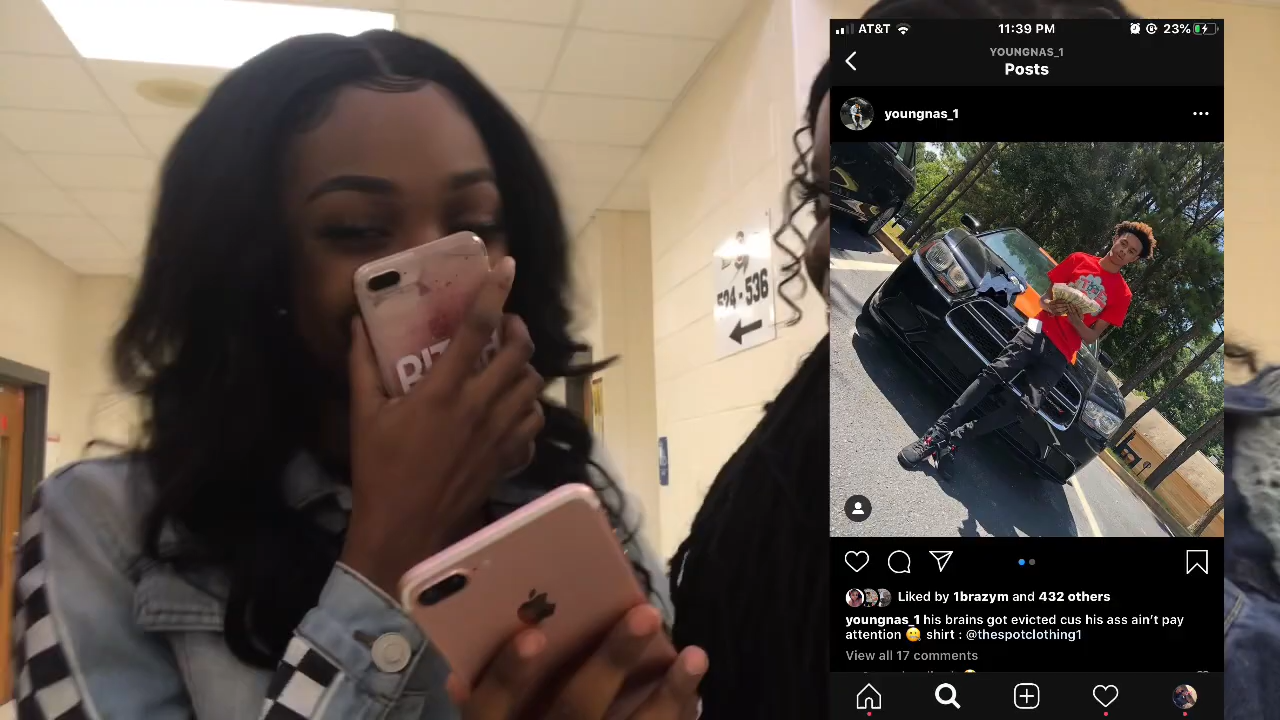 524-536
AT&T 11:39 PM 23%
YOUNGNAS_1
Posts
youngnas_1
Liked by 1brazym and 432 others
youngnas_1 his brains got evicted cus his ass ain't pay
attention 🤪 shirt : @thespotclothing1
View all 17 comments